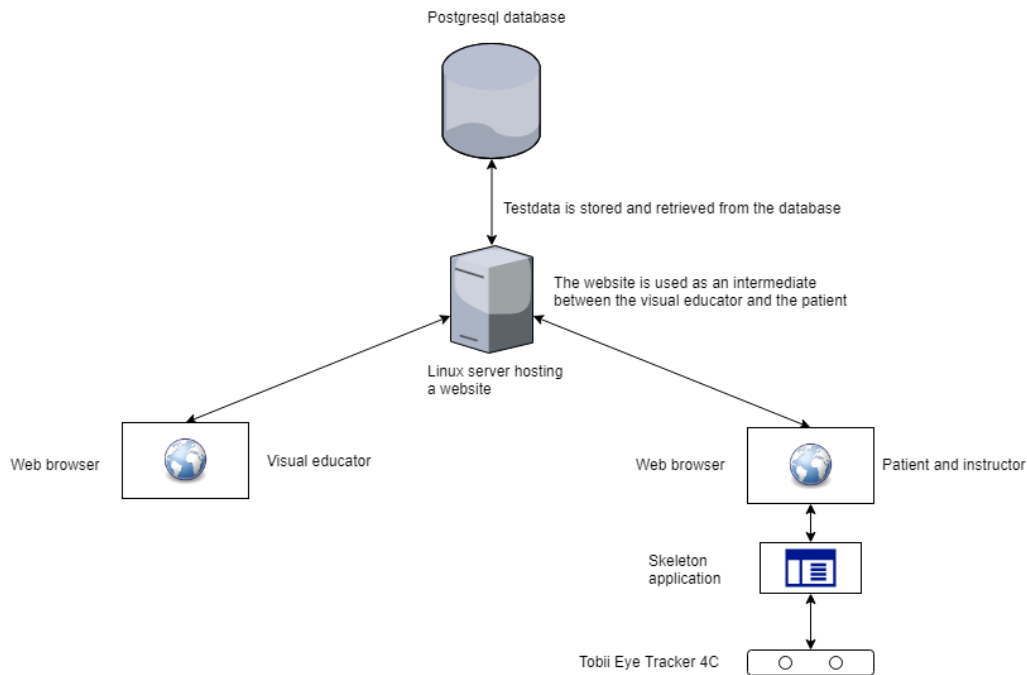 Postgresql database
Testdata is stored and retrieved from the database
The website is used as an intermediate
between the visual educator and the patient
Linux server hosting
a website
Web browser
Visual educator
Web browser
Patient and instructor
Skeleton
application
Tobii Eye Tracker 4C